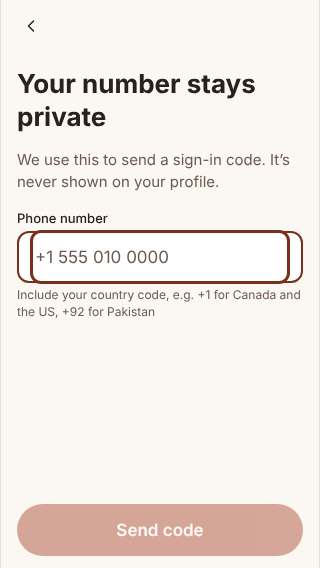 Your number stays
private
We use this to send a sign-in code. It’s
never shown on your profile.
Phone number
+1 555 010 0000
Include your country code, e.g. +1 for Canada and
the US, +92 for Pakistan
Send code